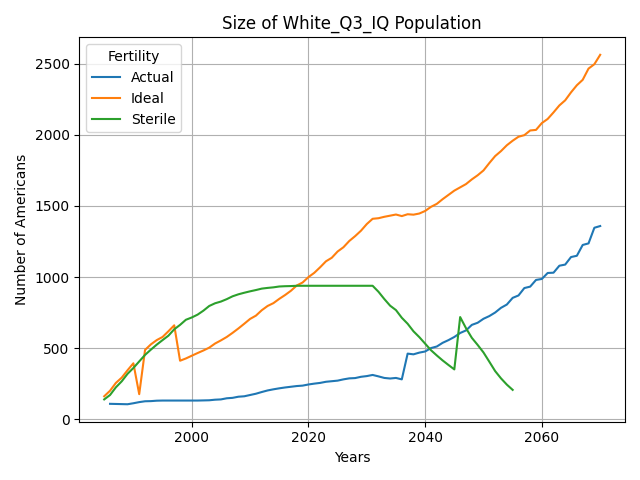 Size of White_Q3_IQ Population
Fertility
Actual
Ideal
Sterile
Number of Americans
2500
2000
1500
1000
500
0
2000
2020
2040
2060
Years